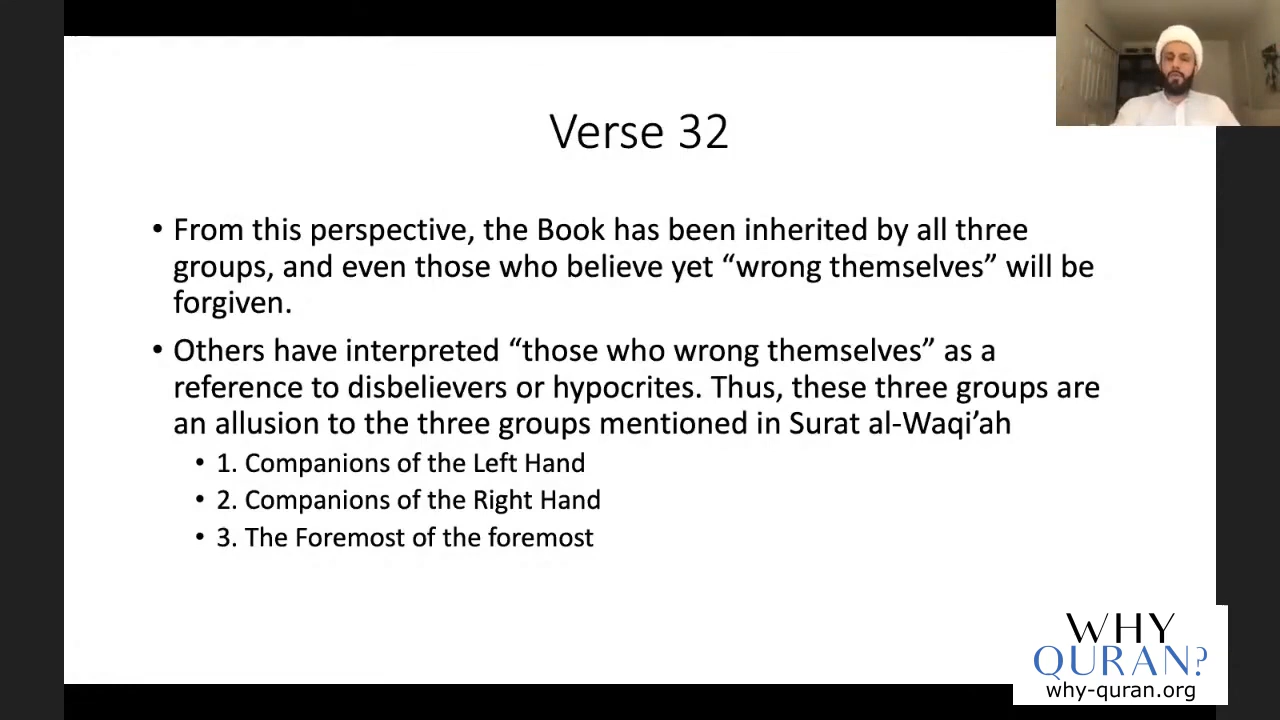 Verse 32
• From this perspective, the Book has been inherited by all three
groups, and even those who believe yet “wrong themselves” will be
forgiven.
• Others have interpreted “those who wrong themselves” as a
reference to disbelievers or hypocrites. Thus, these three groups are
an allusion to the three groups mentioned in Surat al-Waqi’ah
• 1. Companions of the Left Hand
• 2. Companions of the Right Hand
• 3. The Foremost of the foremost
WHY
QURAN?
why-quran.org